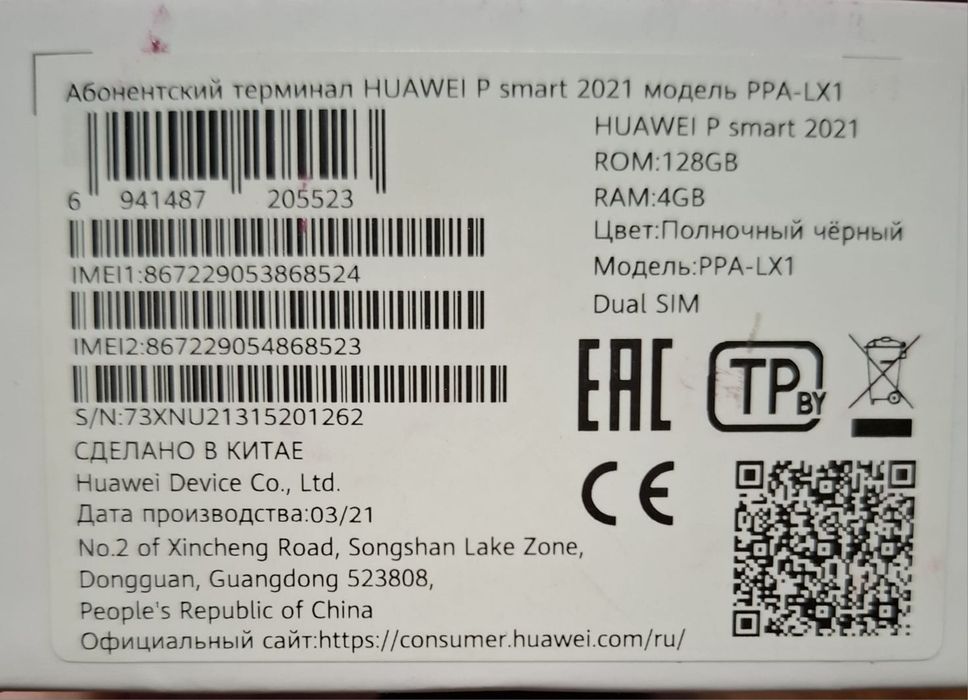 Абонентский терминал HUAWEI P smart 2021 модель PPA-LX1
6 941487 205523
IMEI1:867229053868524
IMEI2:867229054868523
S/N:73XNU21315201262
СДЕЛАНО В КИТАЕ
Huawei Device Co., Ltd.
Дата производства:03/21
No.2 of Xincheng Road, Songshan Lake Zone,
Dongguan, Guangdong 523808,
People's Republic of China
Официальный сайт:https://consumer.huawei.com/ru/
HUAWEI P smart 2021
ROM:128GB
RAM:4GB
Цвет:Полночный чёрный
Модель:PPA-LX1
Dual SIM
EAC
TP BY
CE